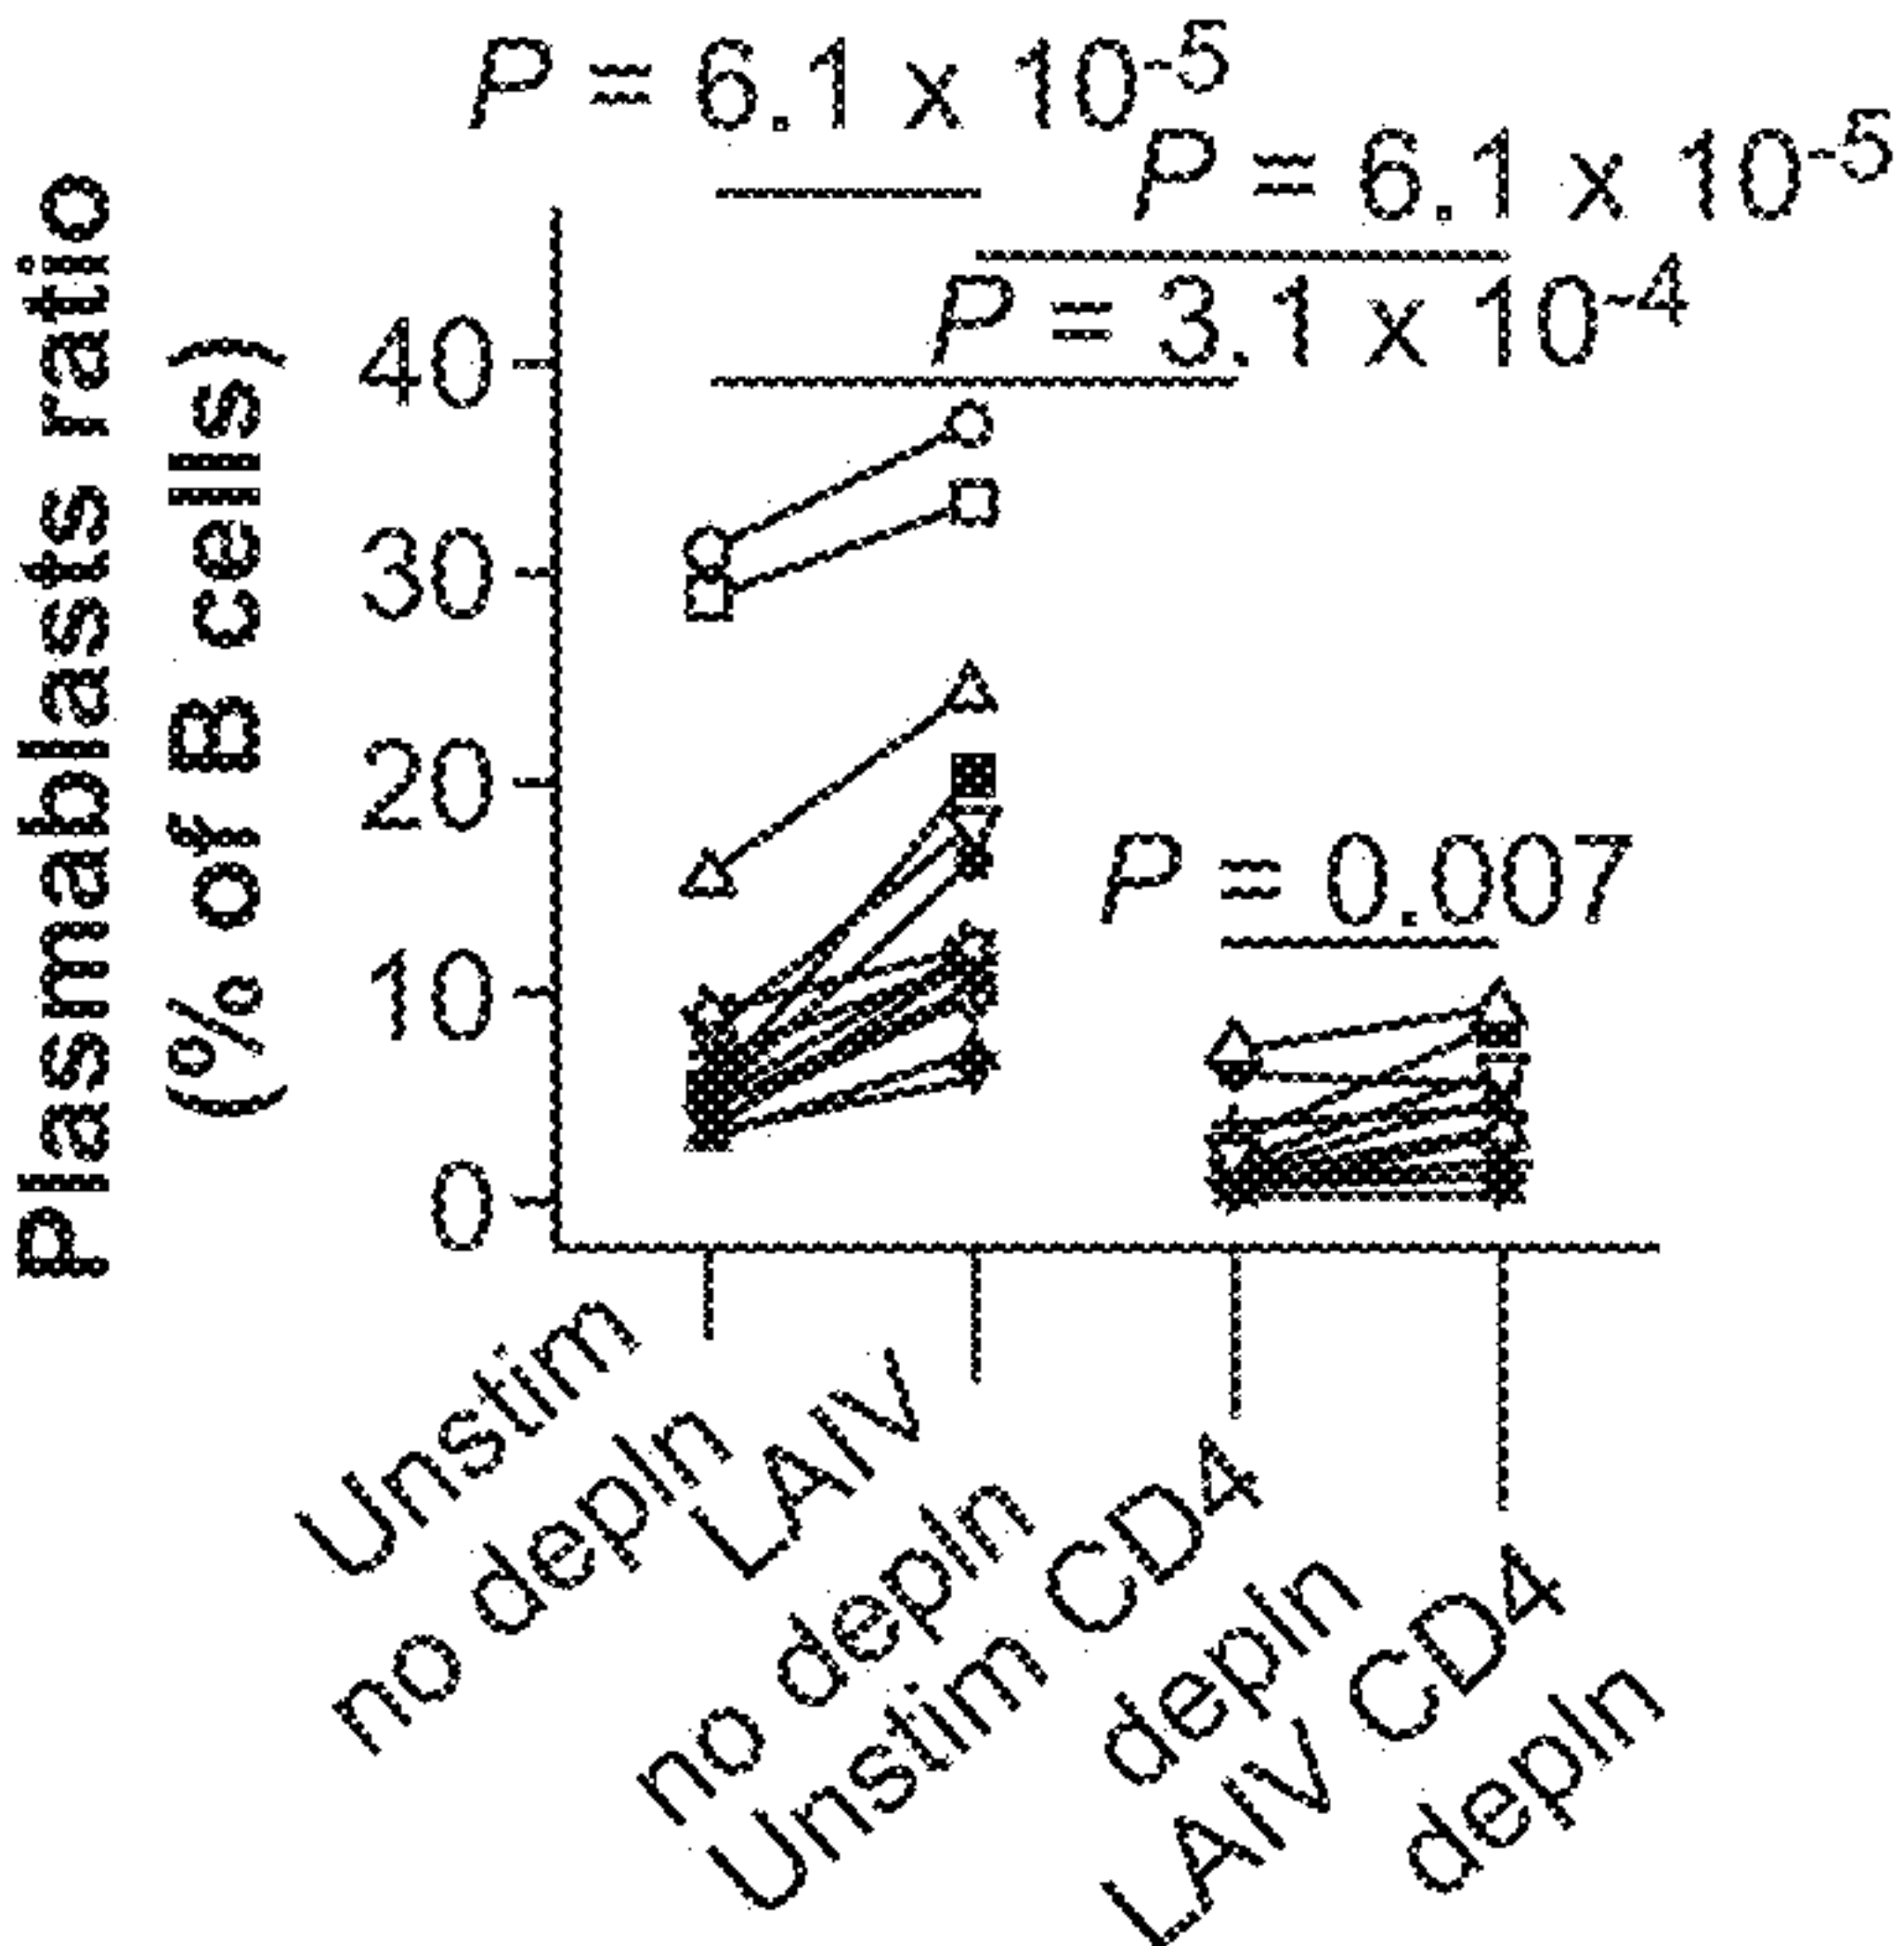 P = 6.1 x 10-5
P = 6.1 x 10-5
P = 3.1 x 10-4
P = 0.007
Plasmablasts ratio
(% of B cells)
40
30
20
10
0
Unstim
no depln
LAIV
no depln
Unstim CD4
depln
LAIV CD4
depln